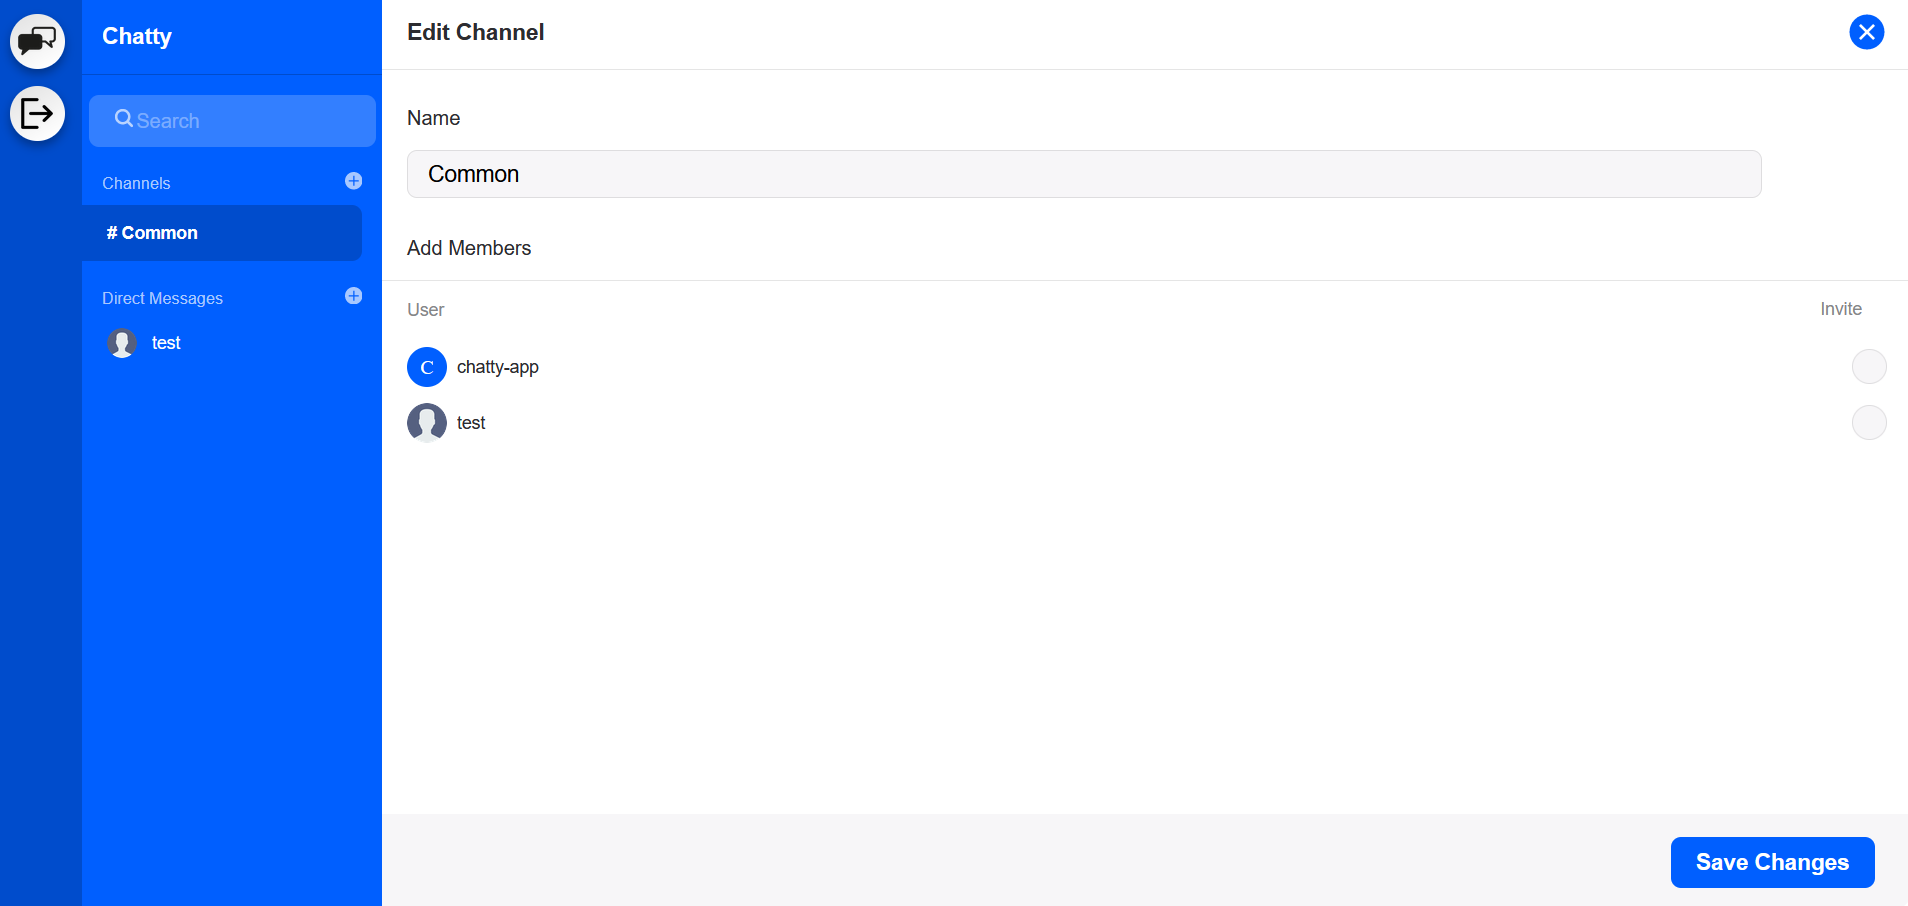 Chatty
Search
Channels
# Common
Direct Messages
test
Edit Channel
Name
Common
Add Members
User
Invite
C
chatty-app
test
Save Changes